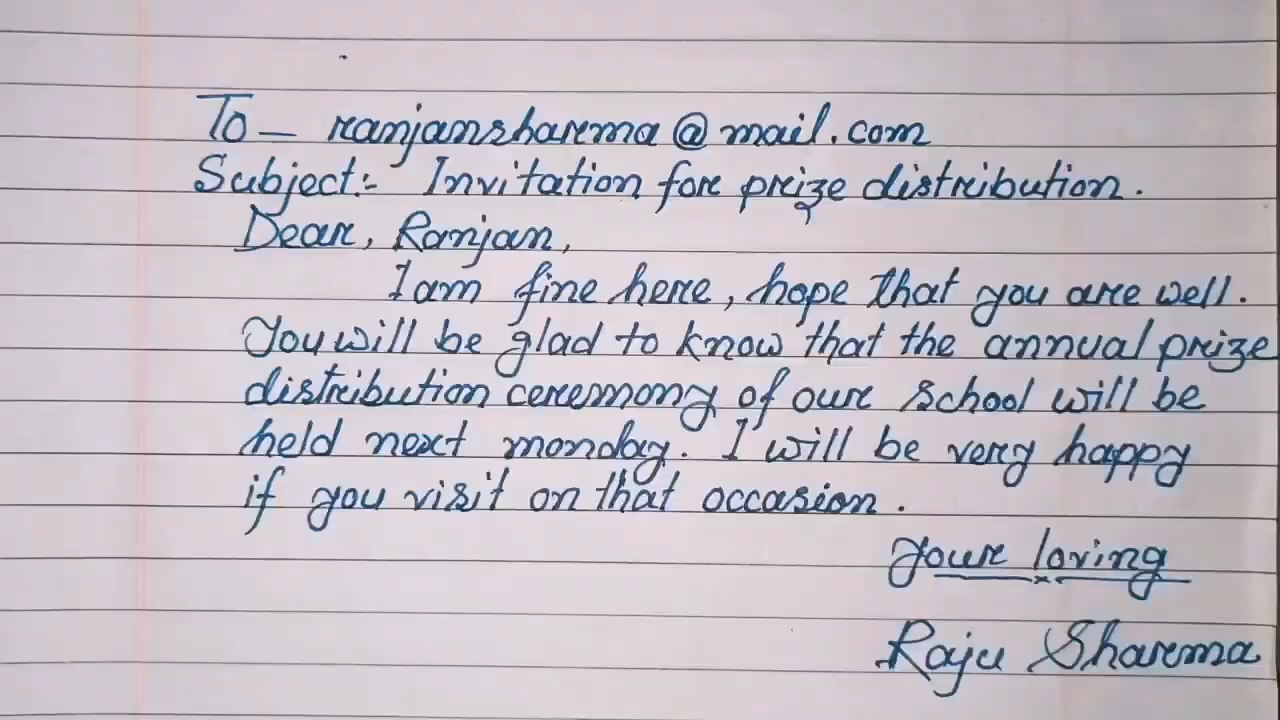 To - ranjansharma@mail.com
Subject:- Invitation for prize distribution.
Dear, Ranjan,
I am fine here, hope that you are well.
You will be glad to know that the annual prize
distribution ceremony of our school will be
held next monday. I will be very happy
if you visit on that occasion.
Your loving
Raju Sharma